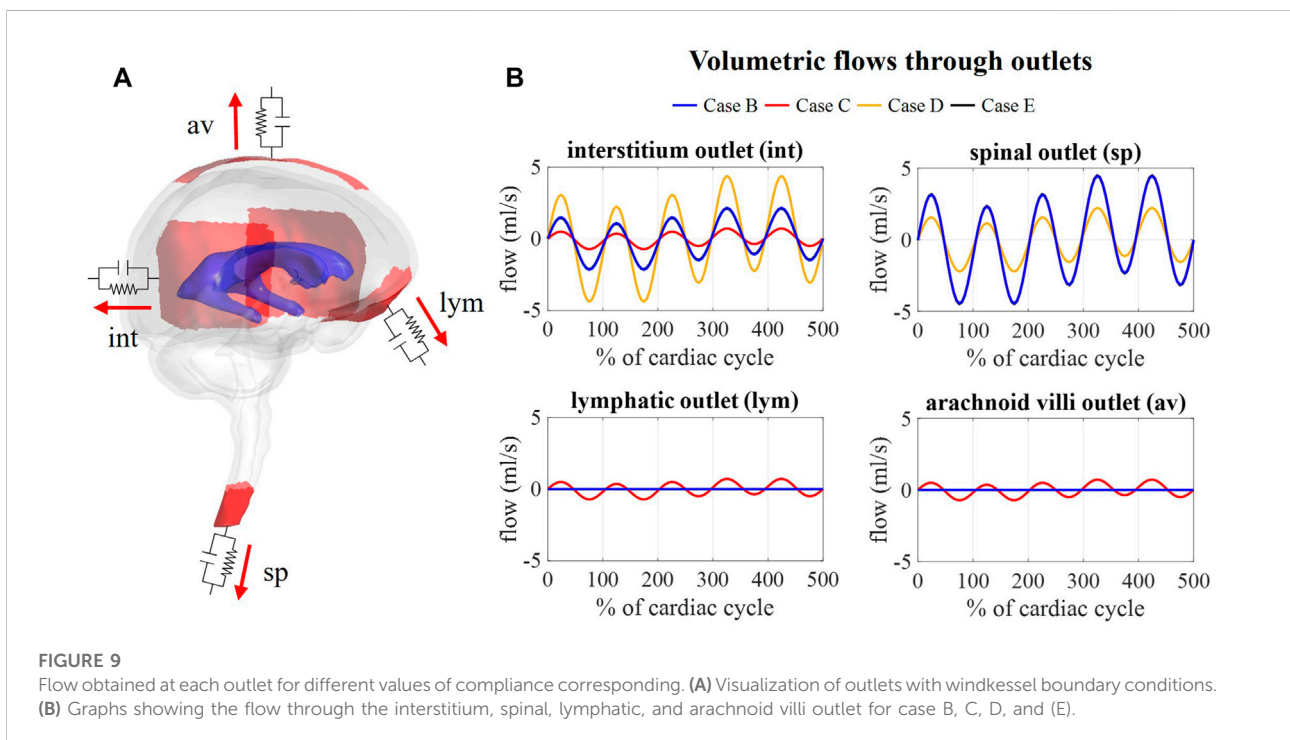 A
av
int
lym
sp
B
Volumetric flows through outlets
Case B Case C Case D Case E
interstitium outlet (int)
flow (ml/s)
5
0
-5
0 100 200 300 400 500
% of cardiac cycle
spinal outlet (sp)
flow (ml/s)
5
0
-5
0 100 200 300 400 500
% of cardiac cycle
lymphatic outlet (lym)
flow (ml/s)
5
0
-5
0 100 200 300 400 500
% of cardiac cycle
arachnoid villi outlet (av)
flow (ml/s)
5
0
-5
0 100 200 300 400 500
% of cardiac cycle
FIGURE 9
Flow obtained at each outlet for different values of compliance corresponding. (A) Visualization of outlets with windkessel boundary conditions.
(B) Graphs showing the flow through the interstitium, spinal, lymphatic, and arachnoid villi outlet for case B, C, D, and (E).